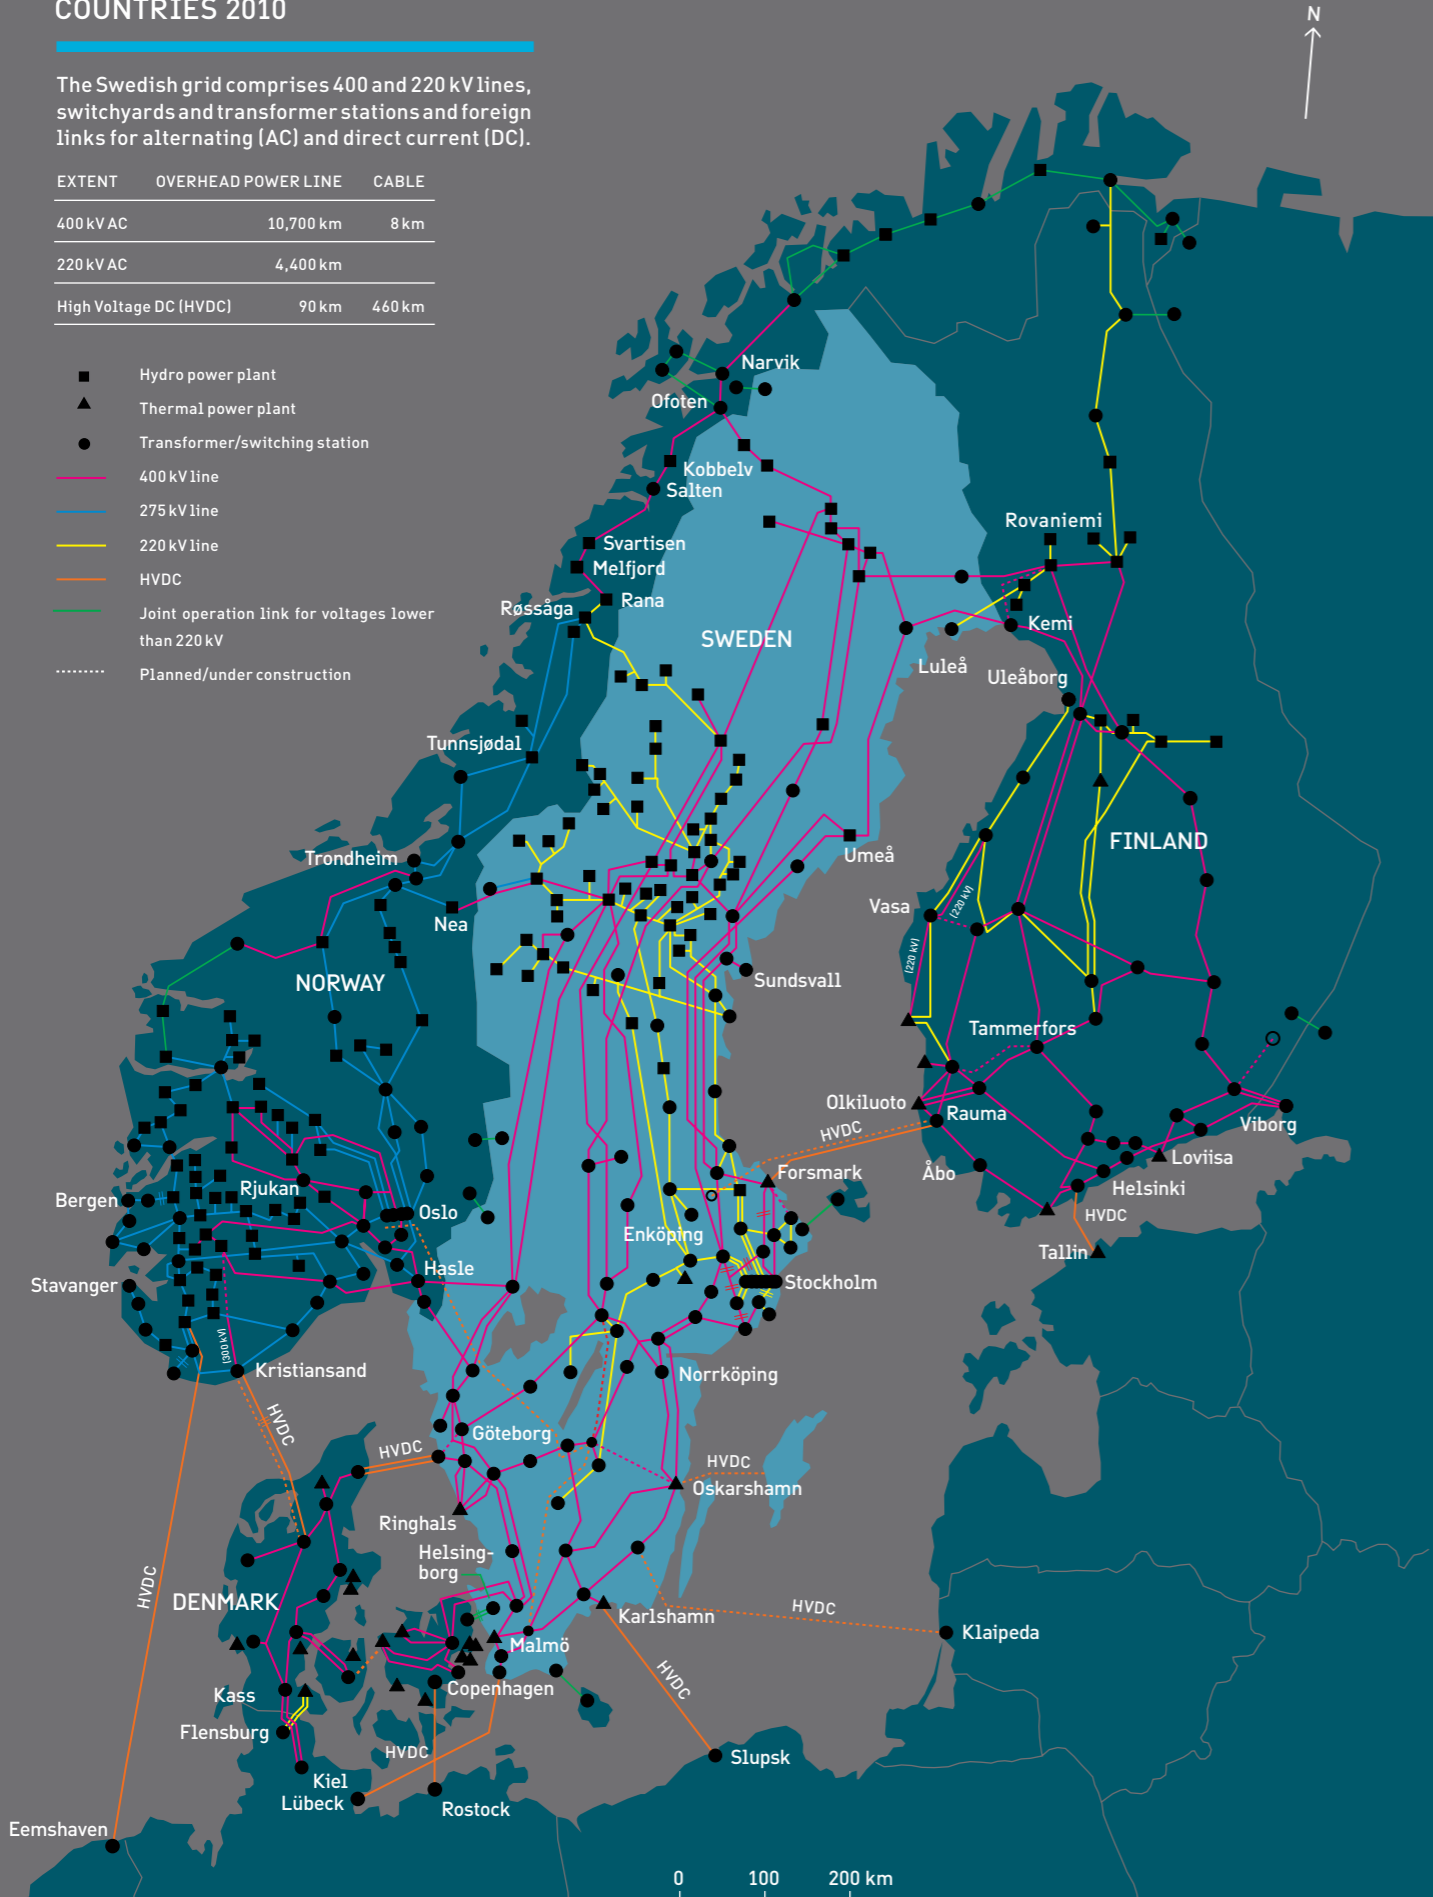 COUNTRIES 2010
N
The Swedish grid comprises 400 and 220 kV lines,
switchyards and transformer stations and foreign
links for alternating (AC) and direct current (DC).
EXTENT OVERHEAD POWER LINE CABLE
400 kV AC 10,700 km 8 km
220 kV AC 4,400 km
High Voltage DC (HVDC) 90 km 460 km
Hydro power plant
Thermal power plant
Transformer/switching station
400 kV line
275 kV line
220 kV line
HVDC
Joint operation link for voltages lower
than 220 kV
Planned/under construction
Narvik
Ofoten
Kobbelv
Salten
Rovaniemi
Svartisen
Melfjord
Rana
Røssåga
Kemi
SWEDEN
Luleå
Uleåborg
Tunnsjødal
FINLAND
Umeå
Trondheim
(220 kV)
Vasa
Nea
(220 kV)
Sundsvall
NORWAY
Tammerfors
Olkiluoto
Rauma
Viborg
HVDC
Loviisa
Forsmark
Åbo
Helsinki
Rjukan
Bergen
Oslo
HVDC
Enköping
Tallin
Hasle
Stockholm
Stavanger
(300 kV)
Kristiansand
Norrköping
HVDC
Göteborg
HVDC
HVDC
Oskarshamn
Ringhals
Helsing-
borg
HVDC
DENMARK
HVDC
Karlshamn
Klaipeda
Malmö
HVDC
Copenhagen
Kass
Flensburg
HVDC
Slupsk
Kiel
Lübeck
Rostock
Eemshaven
0 100 200 km